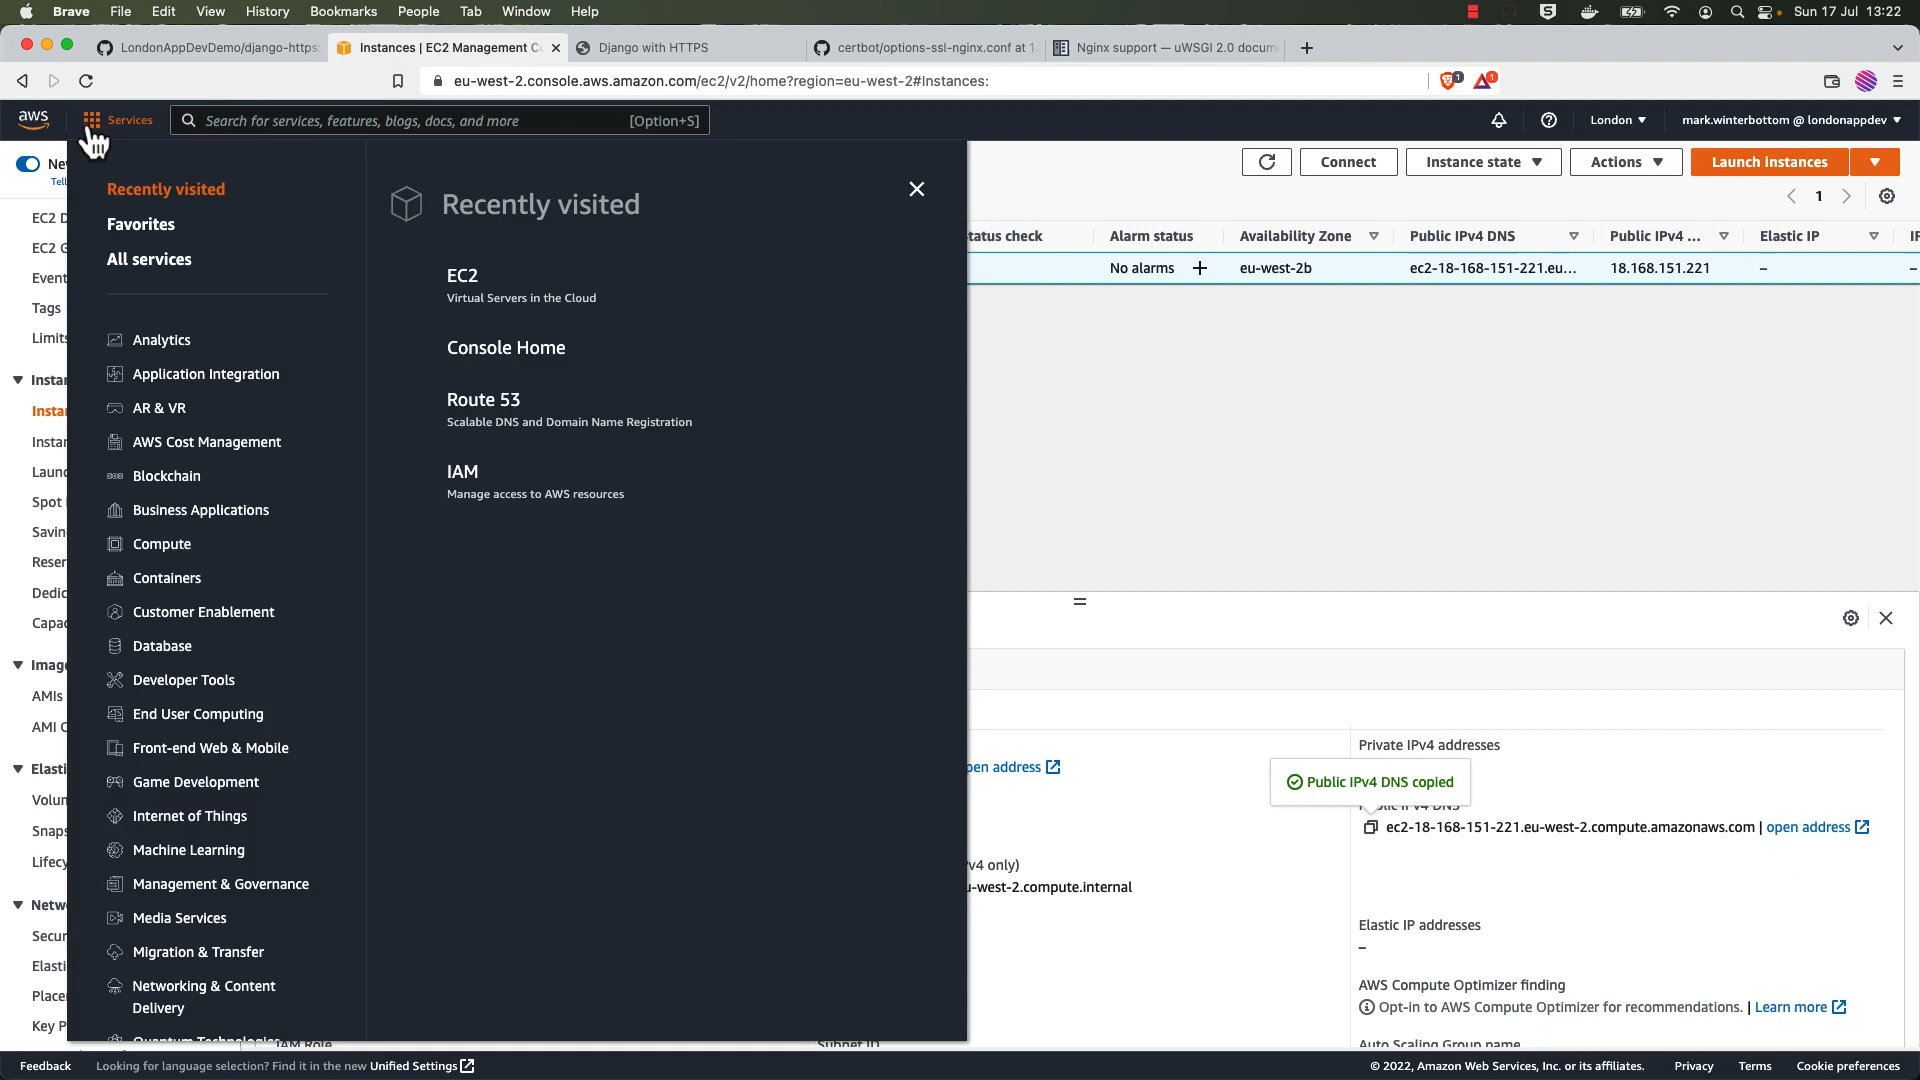 Brave File Edit View History Bookmarks People Tab Window Help Sun 17 Jul 13:22
LondonAppDevDemo/django-https: Instances | EC2 Management C Django with HTTPS certbot/options-ssl-nginx.conf at 1. Nginx support — uWSGI 2.0 docum
eu-west-2.console.aws.amazon.com/ec2/v2/home?region=eu-west-2#Instances: 1 1
aws Services Search for services, features, blogs, docs, and more [Option+S] London mark.winterbottom @ londonappdev
Connect Instance state Actions Launch instances
1
Status check Alarm status Availability Zone Public IPv4 DNS Public IPv4 ... Elastic IP
No alarms eu-west-2b ec2-18-168-151-221.eu... 18.168.151.221 –
EC2 D
EC2 G
Event
Tags
Limits
Instan
Instan
Instan
Launc
Spot
Savin
Reser
Dedic
Capac
Image
AMIs
AMI C
Elasti
Volun
Snaps
Lifecy
Netwo
Secur
Elasti
Place
Key P
Recently visited
Favorites
All services
Analytics
Application Integration
AR & VR
AWS Cost Management
Blockchain
Business Applications
Compute
Containers
Customer Enablement
Database
Developer Tools
End User Computing
Front-end Web & Mobile
Game Development
Internet of Things
Machine Learning
Management & Governance
Media Services
Migration & Transfer
Networking & Content
Delivery
Quantum Technologies
Recently visited
EC2
Virtual Servers in the Cloud
Console Home
Route 53
Scalable DNS and Domain Name Registration
IAM
Manage access to AWS resources
pen address
v4 only)
u-west-2.compute.internal
IAM Role
Subnet ID
Private IPv4 addresses
Public IPv4 DNS copied
Public IPv4 DNS
ec2-18-168-151-221.eu-west-2.compute.amazonaws.com | open address
Elastic IP addresses
–
AWS Compute Optimizer finding
Opt-in to AWS Compute Optimizer for recommendations. | Learn more
Auto Scaling Group name
Feedback Looking for language selection? Find it in the new Unified Settings © 2022, Amazon Web Services, Inc. or its affiliates. Privacy Terms Cookie preferences